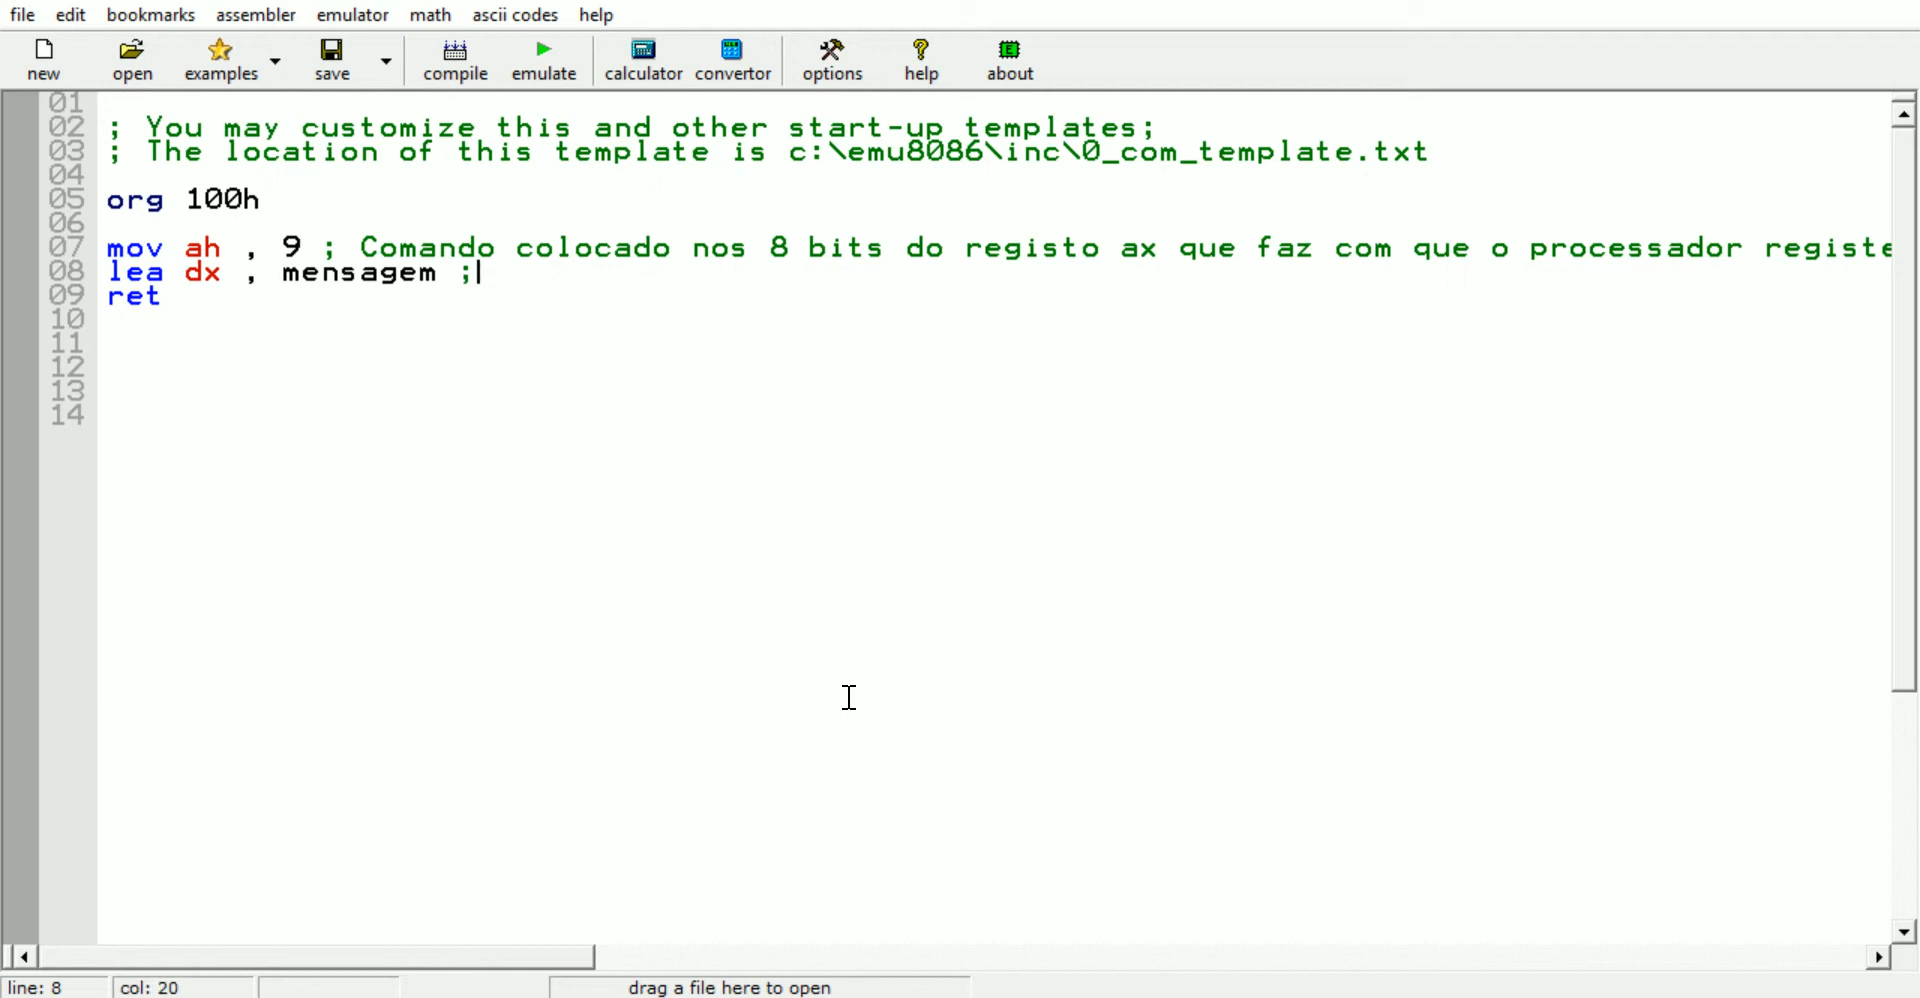 file edit bookmarks assembler emulator math ascii codes help
new open examples save compile emulate calculator convertor options help about
01
02 ; You may customize this and other start-up templates;
03 ; The location of this template is c:\emu8086\inc\0_com_template.txt
04
05 org 100h
06
07 mov ah , 9 ; Comando colocado nos 8 bits do registo ax que faz com que o processador registe
08 lea dx , mensagem ;
09 ret
10
11
12
13
14
line: 8 col: 20 drag a file here to open